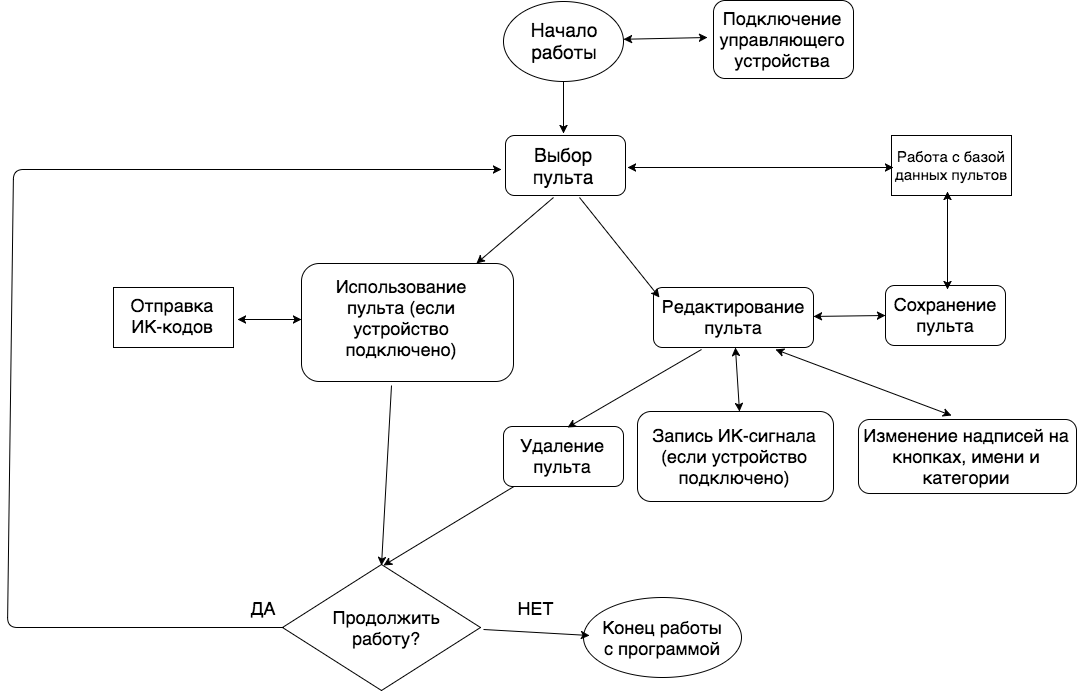 Начало
работы
Подключение
управляющего
устройства
Выбор
пульта
Работа с базой
данных пультов
Отправка
ИК-кодов
Использование
пульта (если
устройство
подключено)
Редактирование
пульта
Сохранение
пульта
Удаление
пульта
Запись ИК-сигнала
(если устройство
подключено)
Изменение надписей на
кнопках, имени и
категории
ДА
Продолжить
работу?
НЕТ
Конец работы
с программой